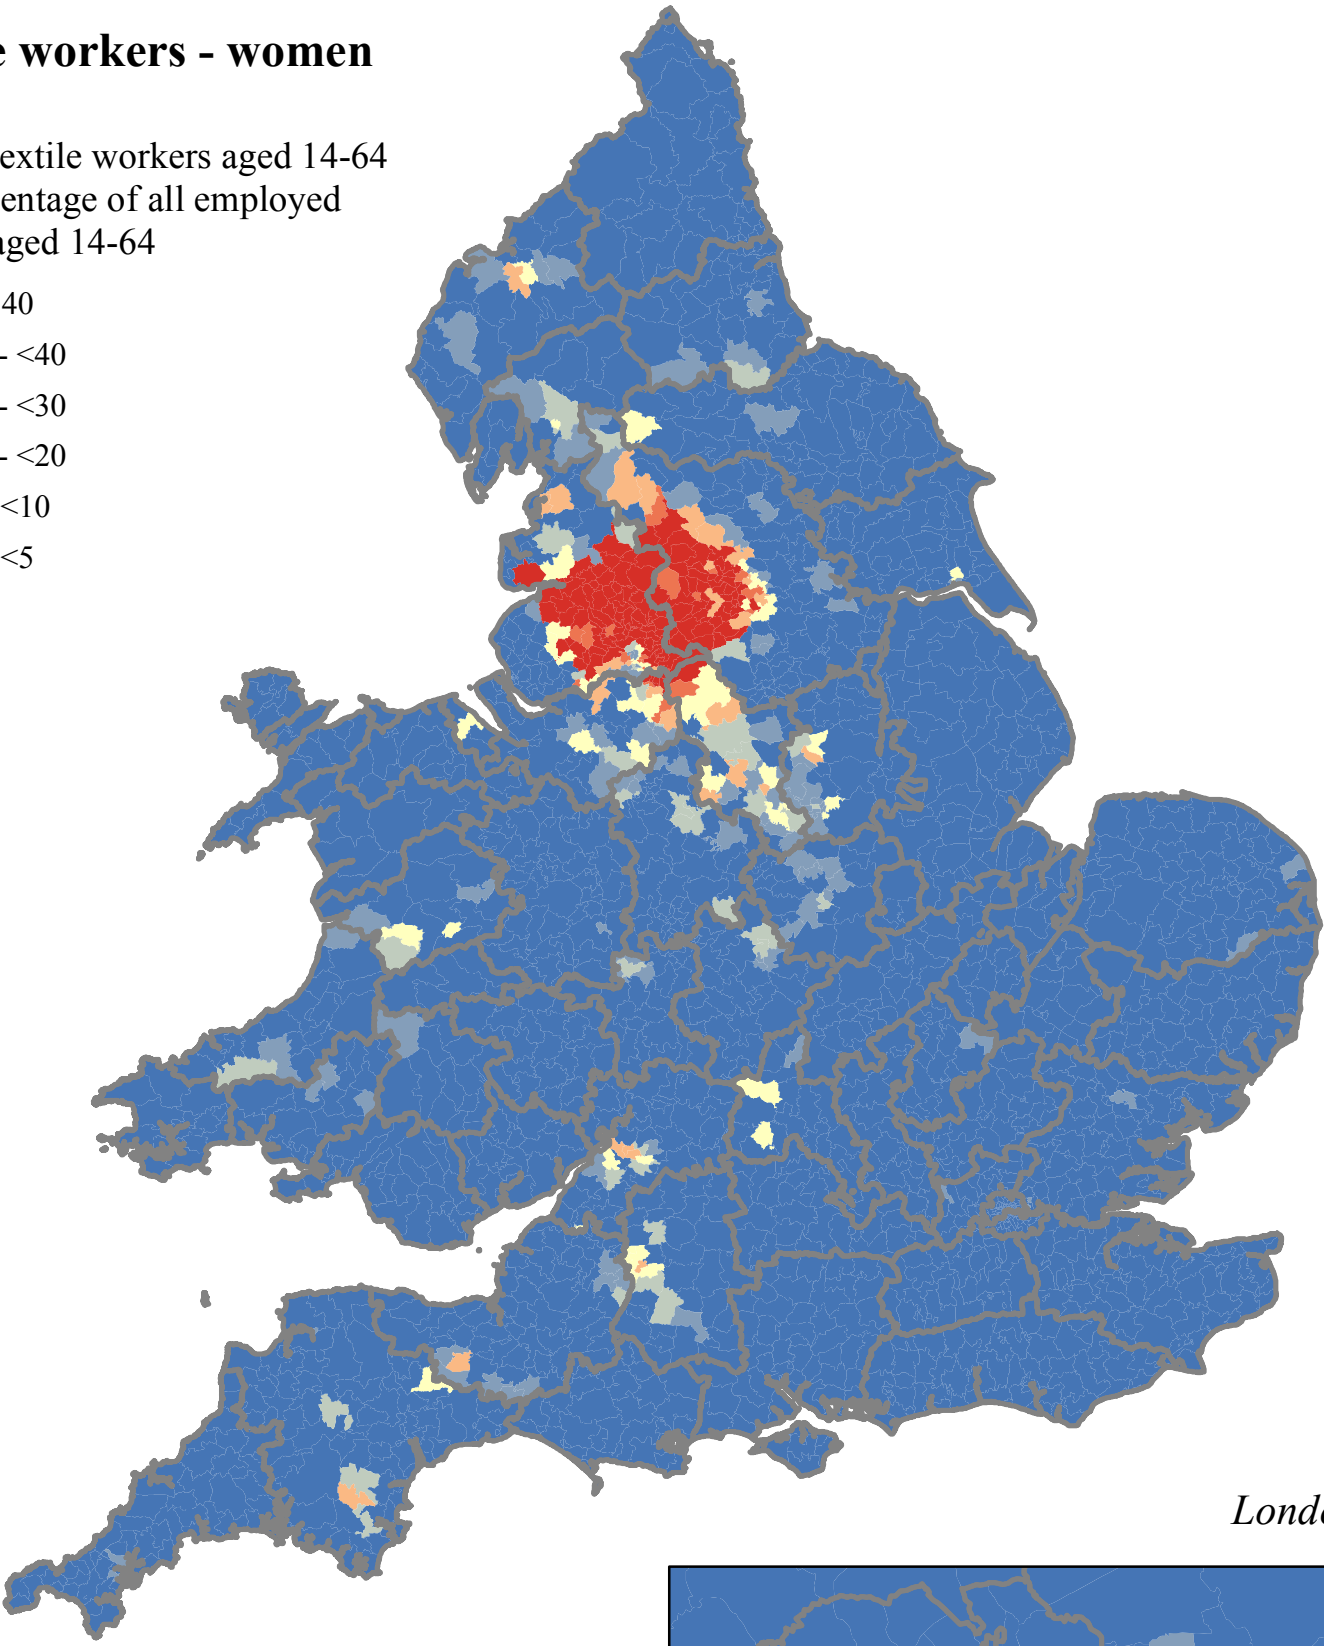 e workers - women
extile workers aged 14-64
entage of all employed
aged 14-64
40
- <40
- <30
- <20
<10
<5
Londo